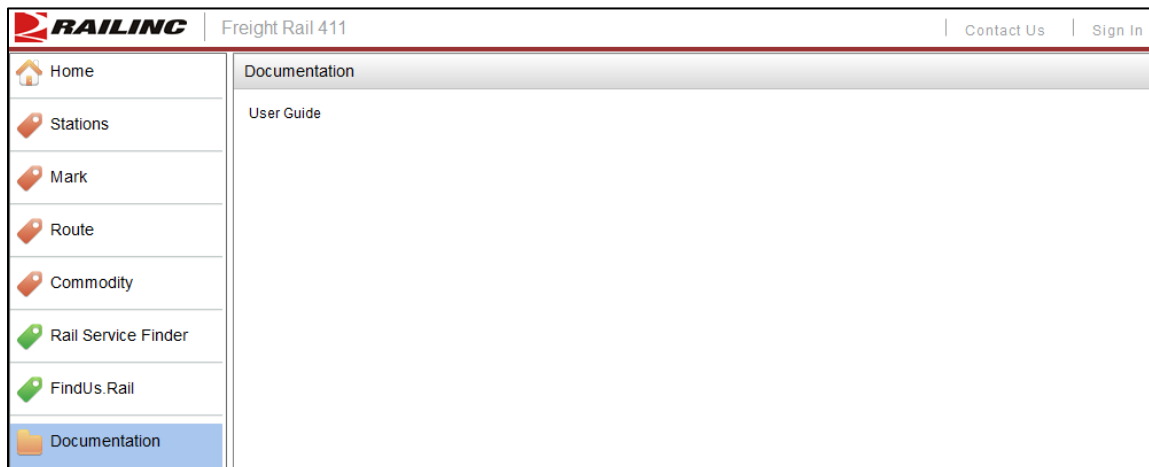 RAILINC Freight Rail 411 Contact Us Sign In
Home
Stations
Mark
Route
Commodity
Rail Service Finder
FindUs.Rail
Documentation
Documentation
User Guide